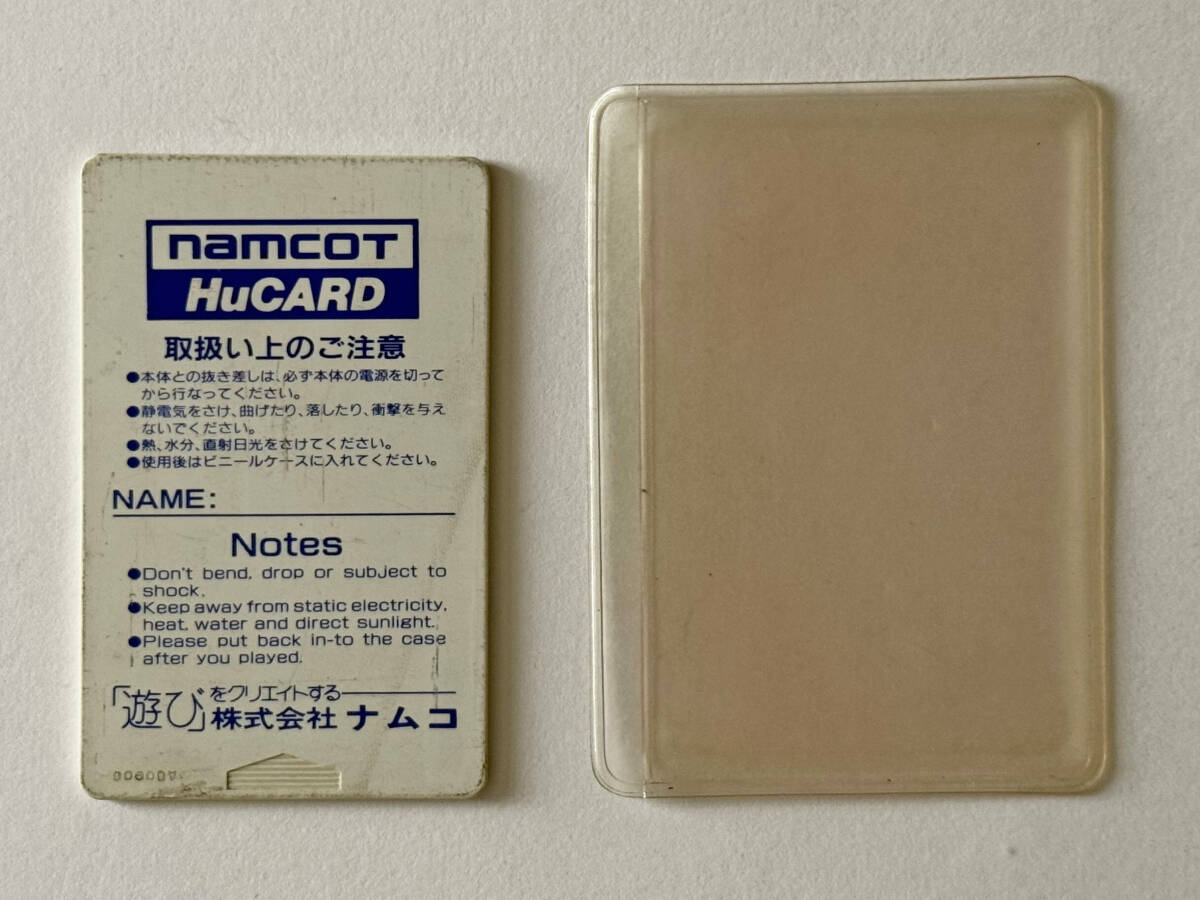 namcot
HuCARD
取扱い上のご注意
●本体との抜き差しは、必ず本体の電源を切って
から行なってください。
●静電気をさけ、曲げたり、落したり、衝撃を与え
ないでください。
●熱、水分、直射日光をさけてください。
●使用後はビニールケースに入れてください。
NAME:
Notes
●Don't bend, drop or subject to
shock.
●Keep away from static electricity,
heat, water and direct sunlight.
●Please put back in-to the case
after you played.
「遊び」をクリエイトする
株式会社 ナムコ